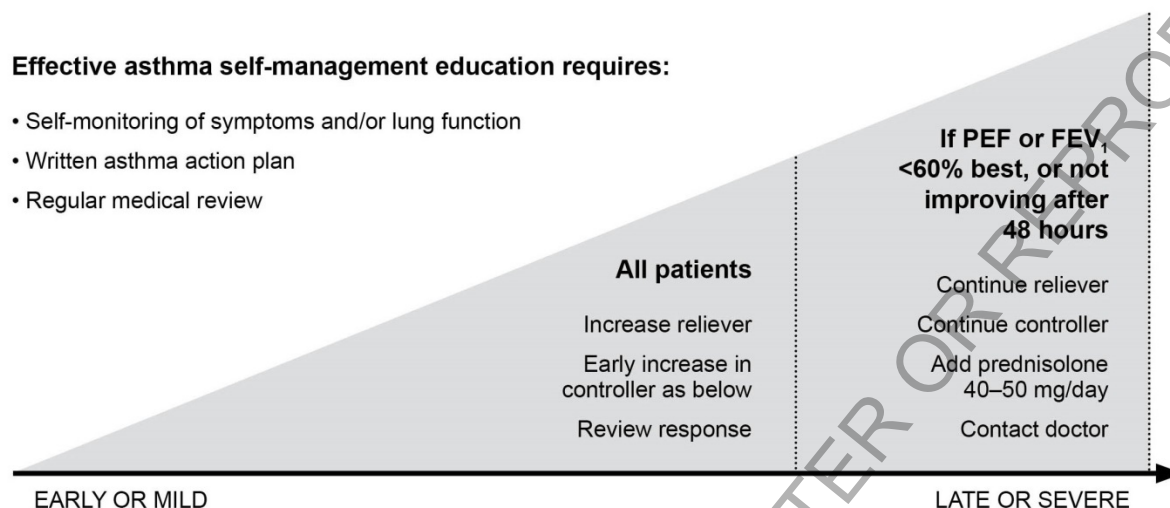 Effective asthma self-management education requires:
• Self-monitoring of symptoms and/or lung function
• Written asthma action plan
• Regular medical review
All patients
Increase reliever
Early increase in
controller as below
Review response
If PEF or FEV₁
<60% best, or not
improving after
48 hours
Continue reliever
Continue controller
Add prednisolone
40–50 mg/day
Contact doctor
EARLY OR MILD
LATE OR SEVERE
TER OR REPRO